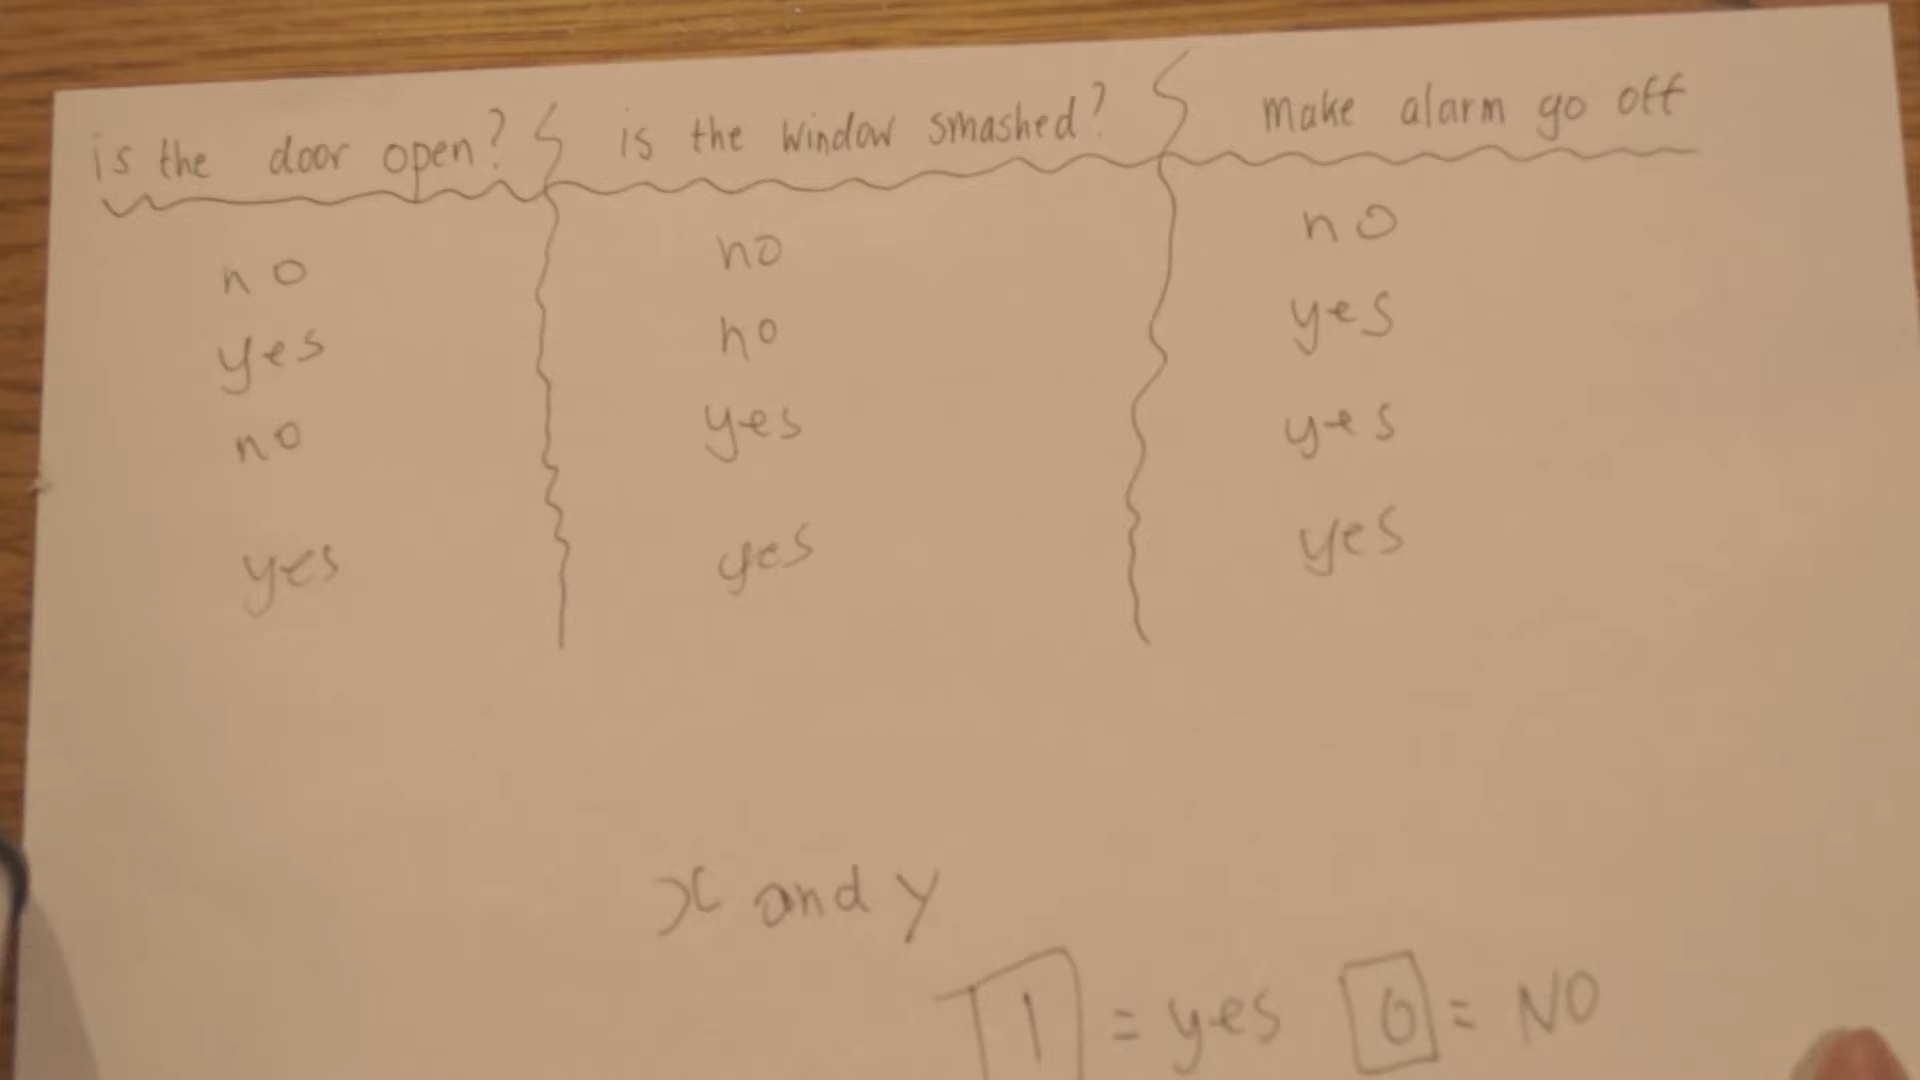 is the door open? is the window smashed? make alarm go off
no no no
yes no yes
no yes yes
yes yes yes
x and y
1 = yes 0 = NO